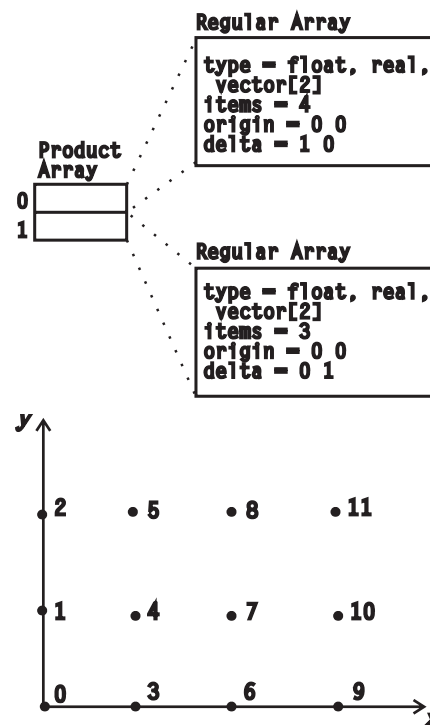 Regular Array
type = float, real,
vector[2]
items = 4
origin = 0 0
delta = 1 0
Product
Array
0
1
Regular Array
type = float, real,
vector[2]
items = 3
origin = 0 0
delta = 0 1
y
2 5 8 11
1 4 7 10
0 3 6 9